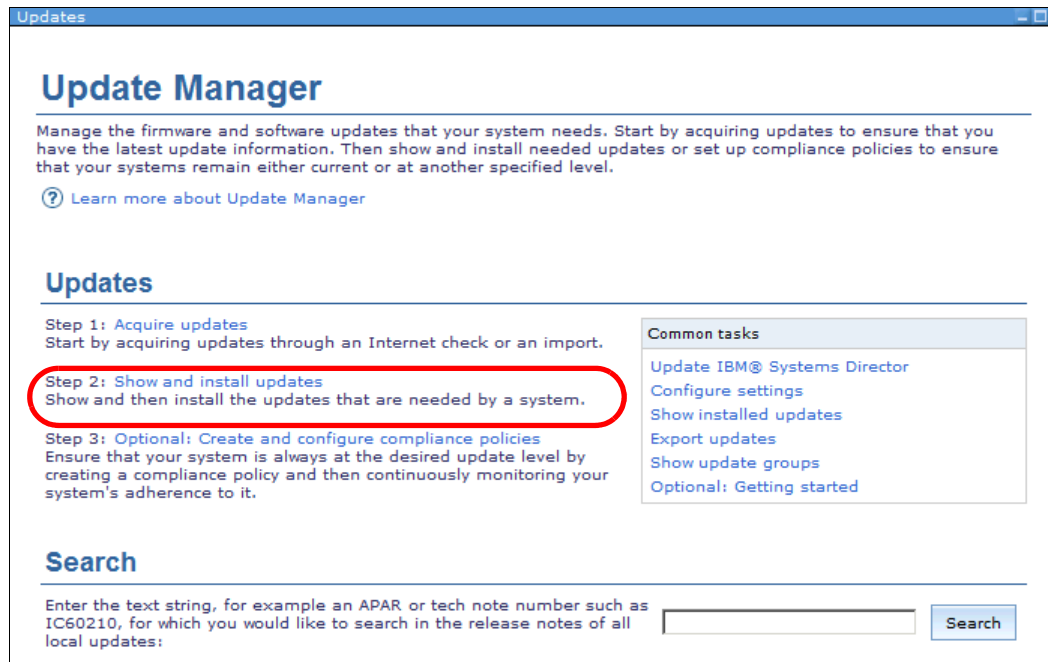 Updates
Update Manager
Manage the firmware and software updates that your system needs. Start by acquiring updates to ensure that you
have the latest update information. Then show and install needed updates or set up compliance policies to ensure
that your systems remain either current or at another specified level.
? Learn more about Update Manager
Updates
Step 1: Acquire updates
Start by acquiring updates through an Internet check or an import.
Step 2: Show and install updates
Show and then install the updates that are needed by a system.
Step 3: Optional: Create and configure compliance policies
Ensure that your system is always at the desired update level by
creating a compliance policy and then continuously monitoring your
system's adherence to it.
Common tasks
Update IBM® Systems Director
Configure settings
Show installed updates
Export updates
Show update groups
Optional: Getting started
Search
Enter the text string, for example an APAR or tech note number such as
IC60210, for which you would like to search in the release notes of all
local updates:
Search